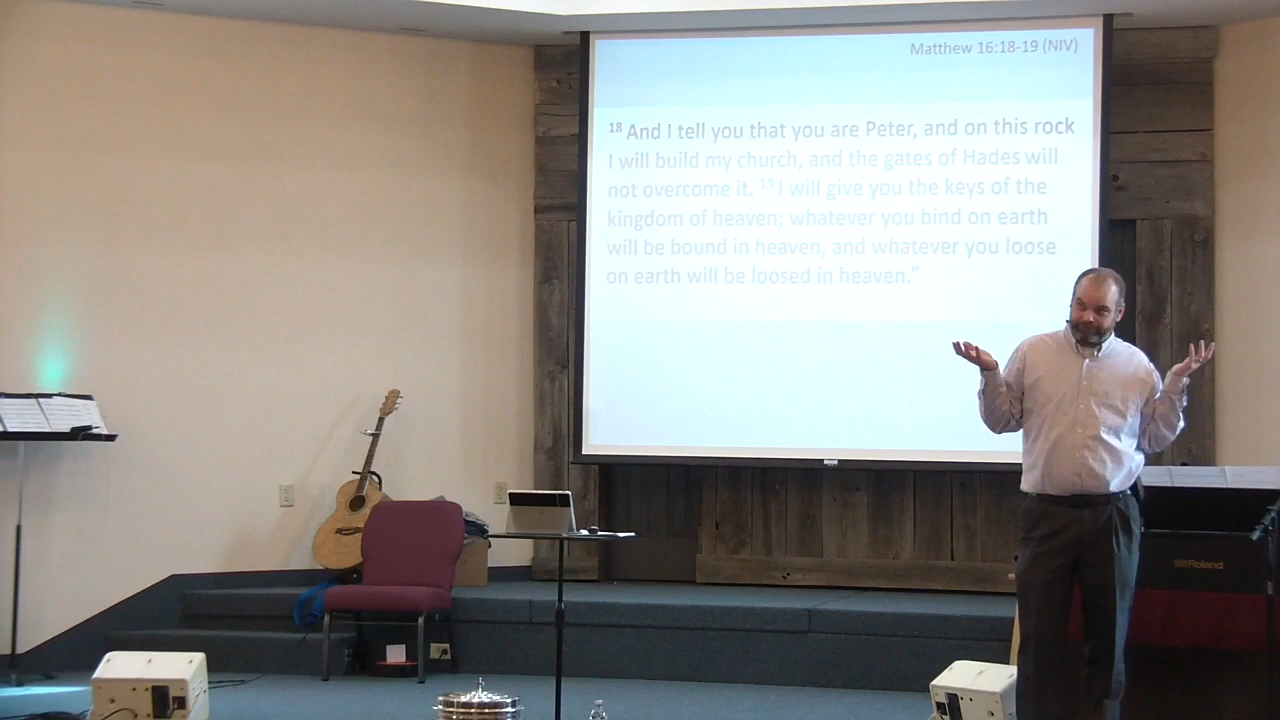 Matthew 16:18-19 (NIV)
18 And I tell you that you are Peter, and on this rock
I will build my church, and the gates of Hades will
not overcome it. 19 I will give you the keys of the
kingdom of heaven; whatever you bind on earth
will be bound in heaven, and whatever you loose
on earth will be loosed in heaven.”
Roland